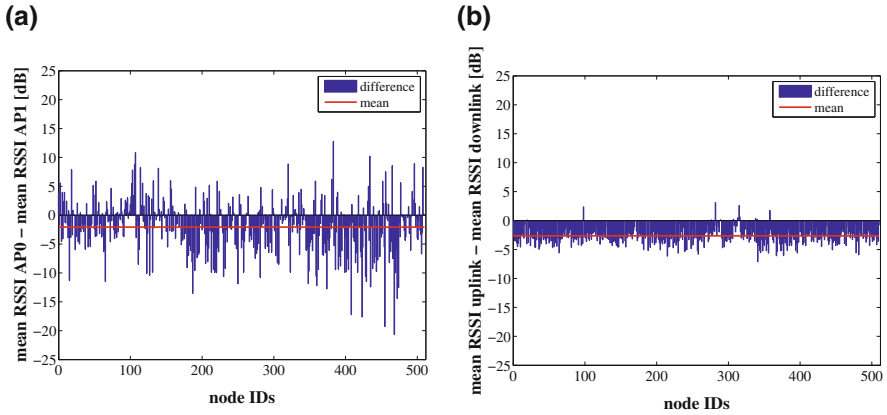 (a)
mean RSSI AP0 − mean RSSI AP1 [dB]
25
20
15
10
5
0
−5
−10
−15
−20
−25
0 100 200 300 400 500
node IDs
difference
mean
(b)
mean RSSI uplink − mean RSSI downlink [dB]
25
20
15
10
5
0
−5
−10
−15
−20
−25
0 100 200 300 400 500
node IDs
difference
mean